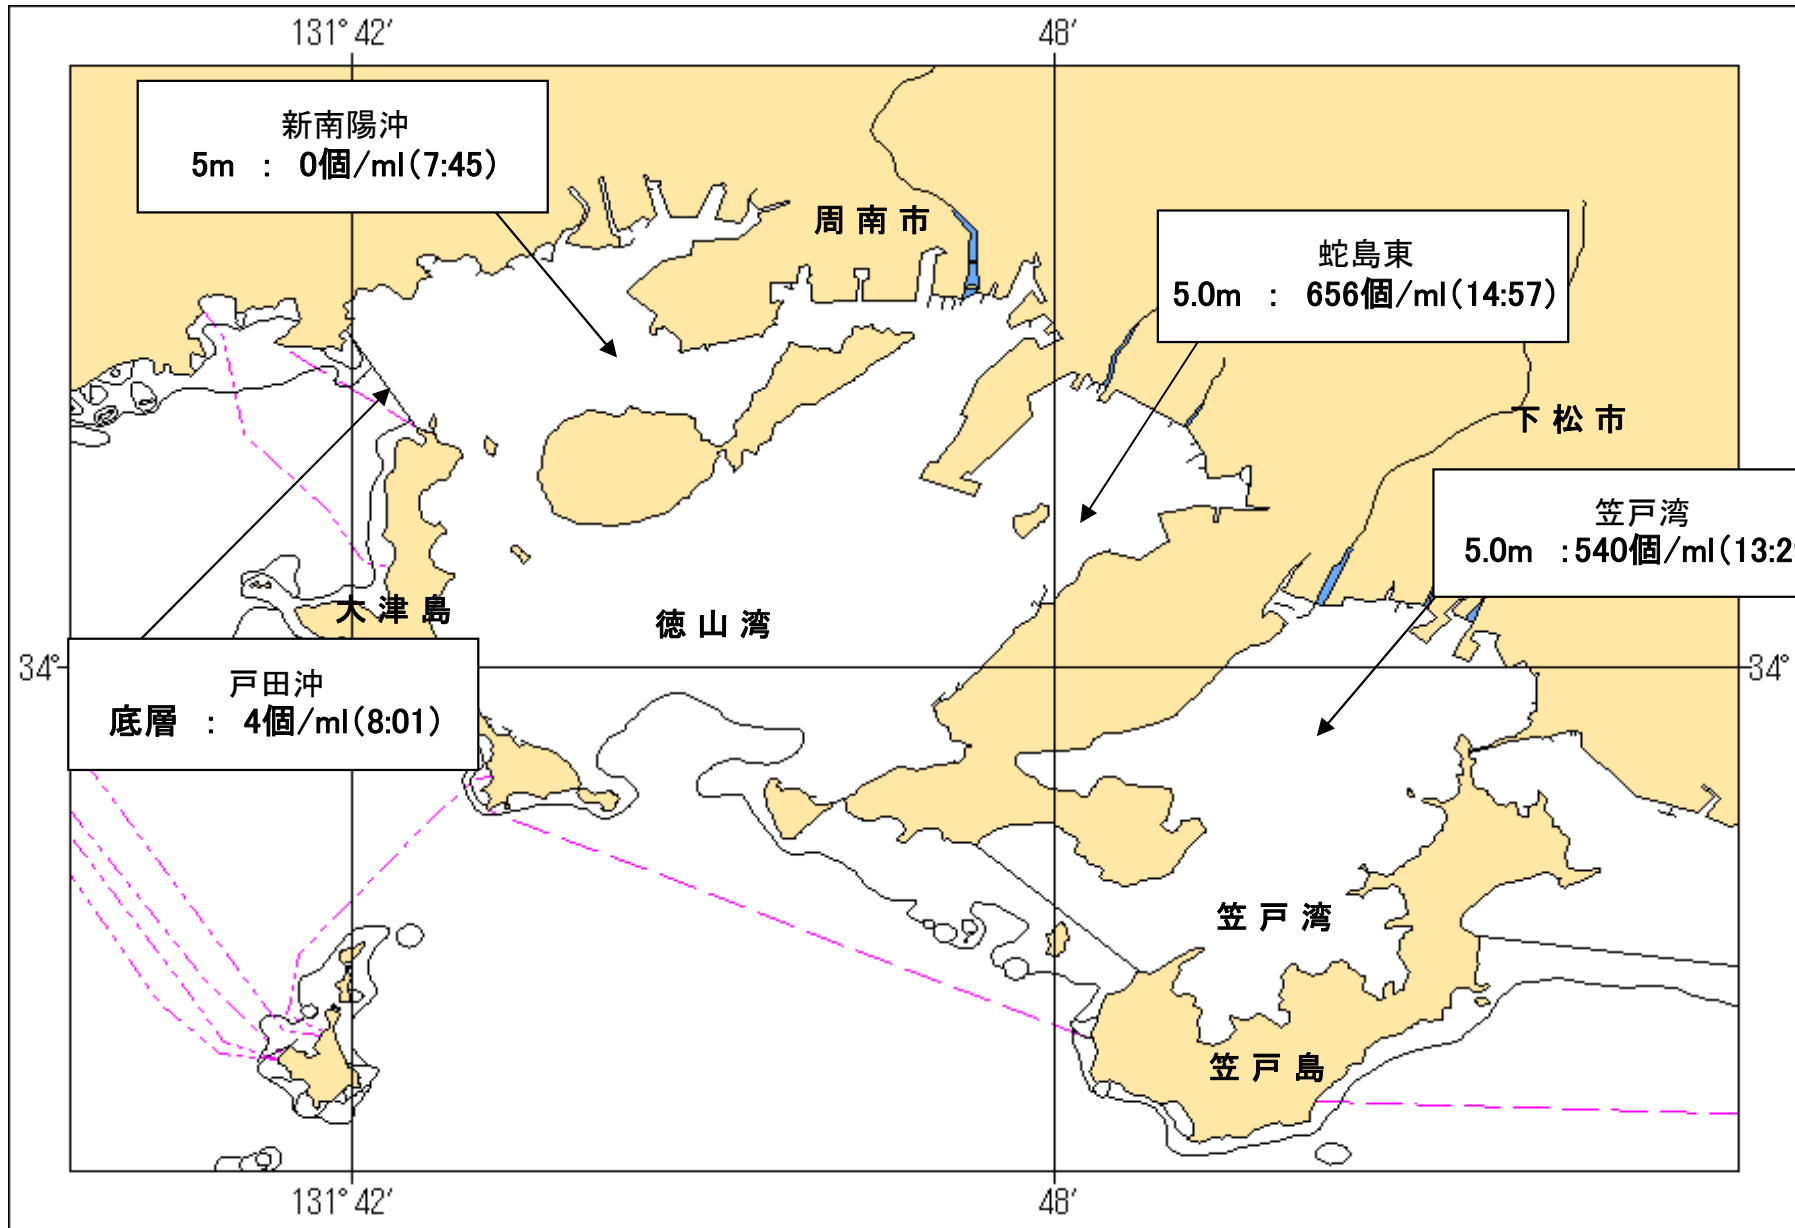 131°42′
48′
新南陽沖
5m : 0個/ml(7:45)
周南市
蛇島東
5.0m : 656個/ml(14:57)
下松市
笠戸湾
5.0m :540個/ml(13:2
大津島
徳山湾
34°
34°
戸田沖
底層 : 4個/ml(8:01)
笠戸湾
笠戸島
131°42′
48′